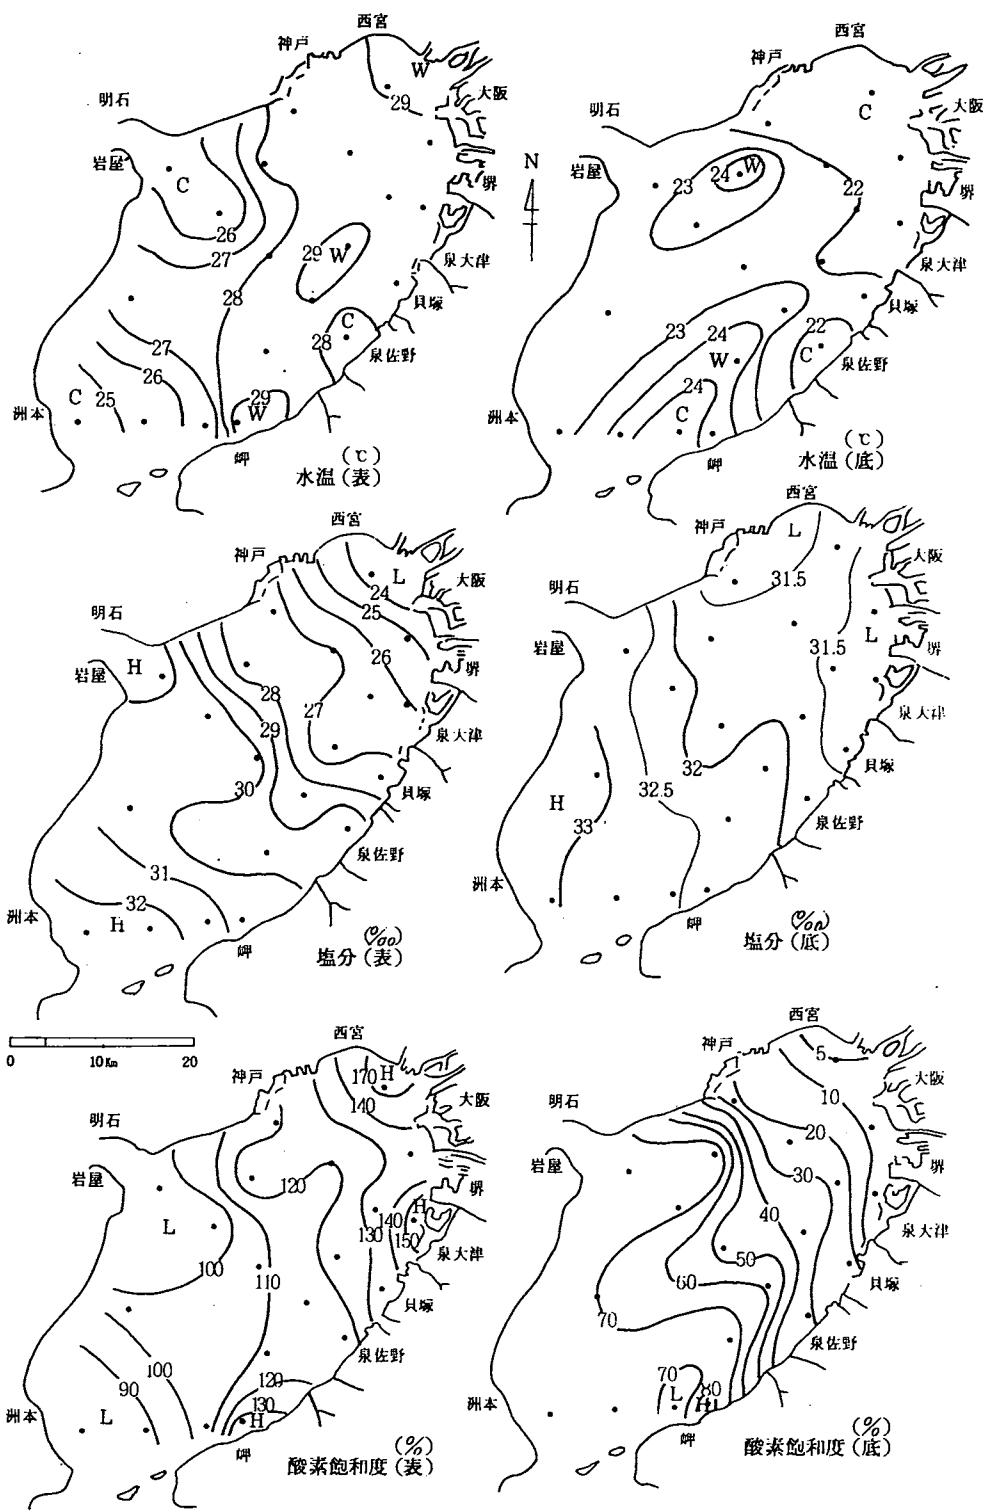 西宮
神戸
W
29
大阪
明石
岩屋
C
堺
26
27
29
W
泉大津
28
貝塚
C
28
泉佐野
27
26
C
25
29
W
洲本
岬
(℃)
水温(表)
N
西宮
神戸
C
大阪
明石
岩屋
24
W
23
22
堺
泉大津
貝塚
23
24
22
W
C
泉佐野
24
C
洲本
岬
(℃)
水温(底)
西宮
神戸
L
24
大阪
25
明石
26
H
岩屋
堺
28
27
29
泉大津
30
貝塚
泉佐野
31
32
洲本
H
岬
(‰)
塩分(表)
西宮
神戸
L
31.5
大阪
明石
L
31.5
堺
岩屋
泉大津
32
貝塚
32.5
H
33
泉佐野
洲本
岬
(‰)
塩分(底)
0 10Km 20
西宮
神戸
170
H
140
大阪
明石
岩屋
120
堺
L
H
140
130
150
泉大津
100
110
貝塚
泉佐野
100
120
90
130
L
H
洲本
岬
(%)
酸素飽和度(表)
西宮
神戸
5
10
大阪
明石
20
岩屋
30
堺
40
泉大津
50
60
貝塚
70
泉佐野
70
80
L
H
洲本
岬
(%)
酸素飽和度(底)